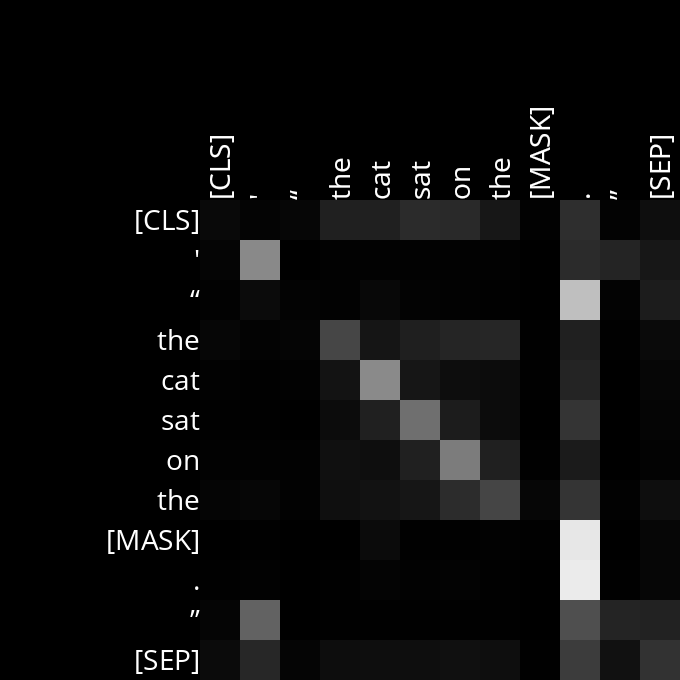 [CLS] ' “ the cat sat on the [MASK] . ” [SEP]
[CLS]
'
“
the
cat
sat
on
the
[MASK]
.
”
[SEP]